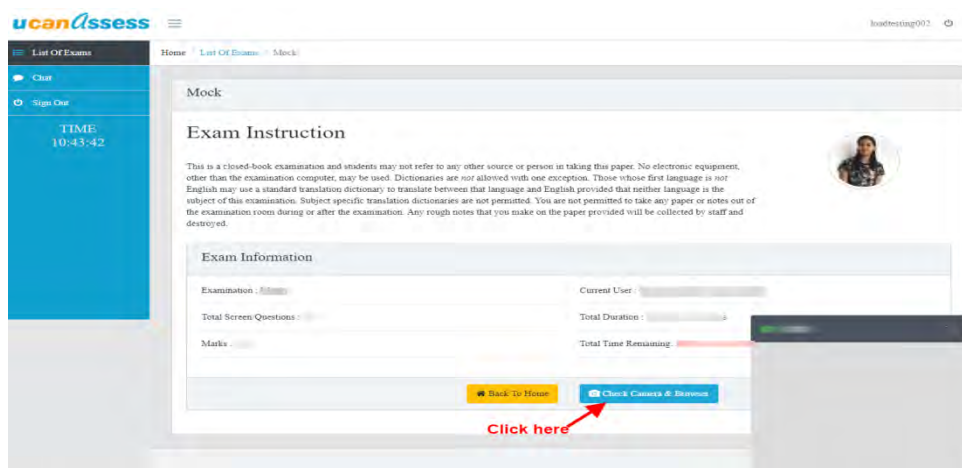 ucanAssess
loadtesting002
List Of Exams
Home / List Of Exams / Mock
Chat
Sign Out
TIME
10:43:42
Mock
Exam Instruction
This is a closed-book examination and students may not refer to any other source or person in taking this paper. No electronic equipment,
other than the examination computer, may be used. Dictionaries are not allowed with one exception. Those whose first language is not
English may use a standard translation dictionary to translate between that language and English provided that neither language is the
subject of this examination. Subject specific translation dictionaries are not permitted. You are not permitted to take any paper or notes out of
the examination room during or after the examination. Any rough notes that you make on the paper provided will be collected by staff and
destroyed.
Exam Information
Examination :
Current User :
Total Screen/Questions :
Total Duration :
Marks :
Total Time Remaining:
Back To Home
Check Camera & Browser
Click here